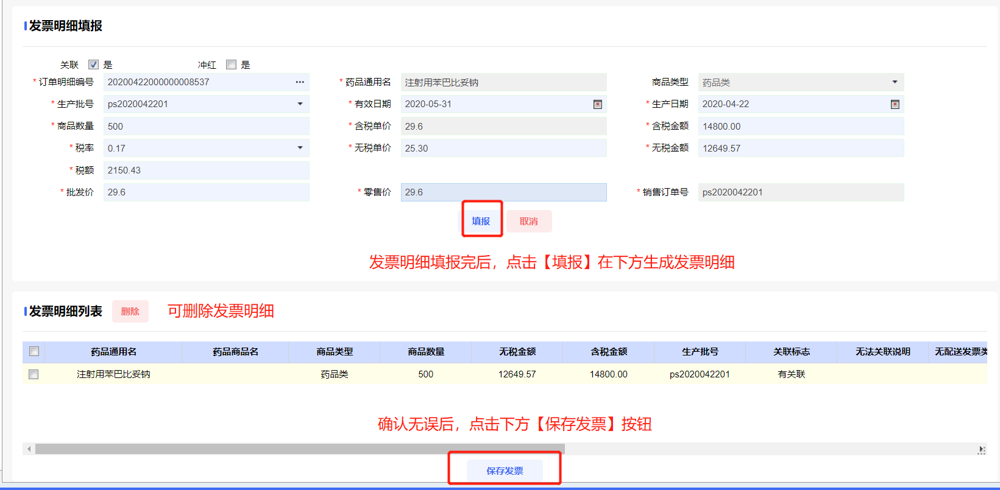 发票明细填报
关联 是 冲红 是
* 订单明细编号 20200422000000008537 ··· * 药品通用名 注射用苯巴比妥钠 商品类型 药品类
* 生产批号 ps2020042201 * 有效日期 2020-05-31 * 生产日期 2020-04-22
* 商品数量 500 * 含税单价 29.6 * 含税金额 14800.00
* 税率 0.17 * 无税单价 25.30 * 无税金额 12649.57
* 税额 2150.43
* 批发价 29.6 * 零售价 29.6 * 销售订单号 ps2020042201
填报 取消
发票明细填报完后，点击【填报】在下方生成发票明细
发票明细列表 删除 可删除发票明细
药品通用名 药品商品名 商品类型 商品数量 无税金额 含税金额 生产批号 关联标志 无法关联说明 无配送发票类
注射用苯巴比妥钠 药品类 500 12649.57 14800.00 ps2020042201 有关联
确认无误后，点击下方【保存发票】按钮
保存发票